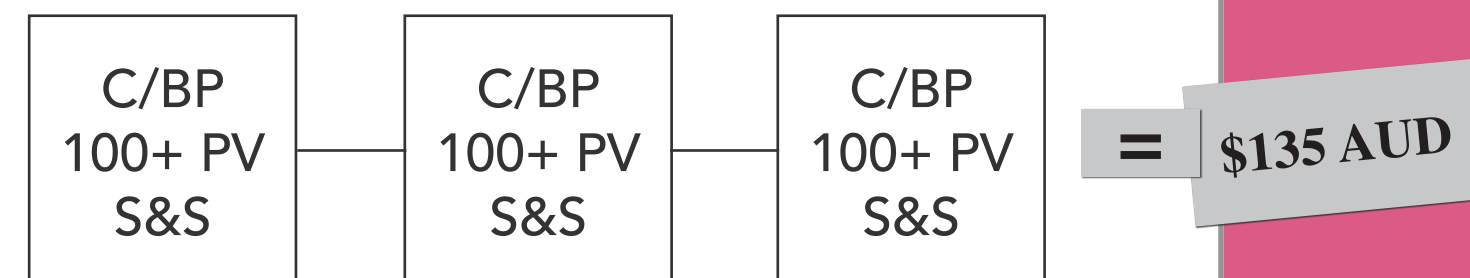 C/BP
100+ PV
S&S
C/BP
100+ PV
S&S
C/BP
100+ PV
S&S
=
$135 AUD